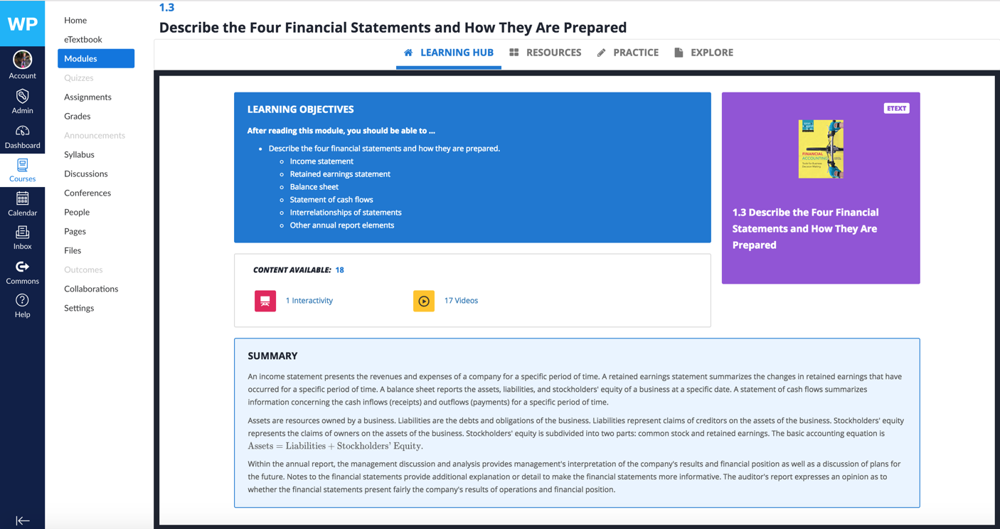 WP
Account
Admin
Dashboard
Courses
Calendar
Inbox
Commons
Help
Home
eTextbook
Modules
Quizzes
Assignments
Grades
Announcements
Syllabus
Discussions
Conferences
People
Pages
Files
Outcomes
Collaborations
Settings
1.3
Describe the Four Financial Statements and How They Are Prepared
LEARNING HUB
RESOURCES
PRACTICE
EXPLORE
LEARNING OBJECTIVES
After reading this module, you should be able to ...
• Describe the four financial statements and how they are prepared.
Income statement
Retained earnings statement
Balance sheet
Statement of cash flows
Interrelationships of statements
Other annual report elements
ETEXT
FINANCIAL
ACCOUNTING
1.3 Describe the Four Financial
Statements and How They Are
Prepared
CONTENT AVAILABLE: 18
1 Interactivity
17 Videos
SUMMARY
An income statement presents the revenues and expenses of a company for a specific period of time. A retained earnings statement summarizes the changes in retained earnings that have
occurred for a specific period of time. A balance sheet reports the assets, liabilities, and stockholders' equity of a business at a specific date. A statement of cash flows summarizes
information concerning the cash inflows (receipts) and outflows (payments) for a specific period of time.
Assets are resources owned by a business. Liabilities are the debts and obligations of the business. Liabilities represent claims of creditors on the assets of the business. Stockholders' equity
represents the claims of owners on the assets of the business. Stockholders' equity is subdivided into two parts: common stock and retained earnings. The basic accounting equation is
Assets = Liabilities + Stockholders' Equity.
Within the annual report, the management discussion and analysis provides management's interpretation of the company's results and financial position as well as a discussion of plans for
the future. Notes to the financial statements provide additional explanation or detail to make the financial statements more informative. The auditor's report expresses an opinion as to
whether the financial statements present fairly the company's results of operations and financial position.